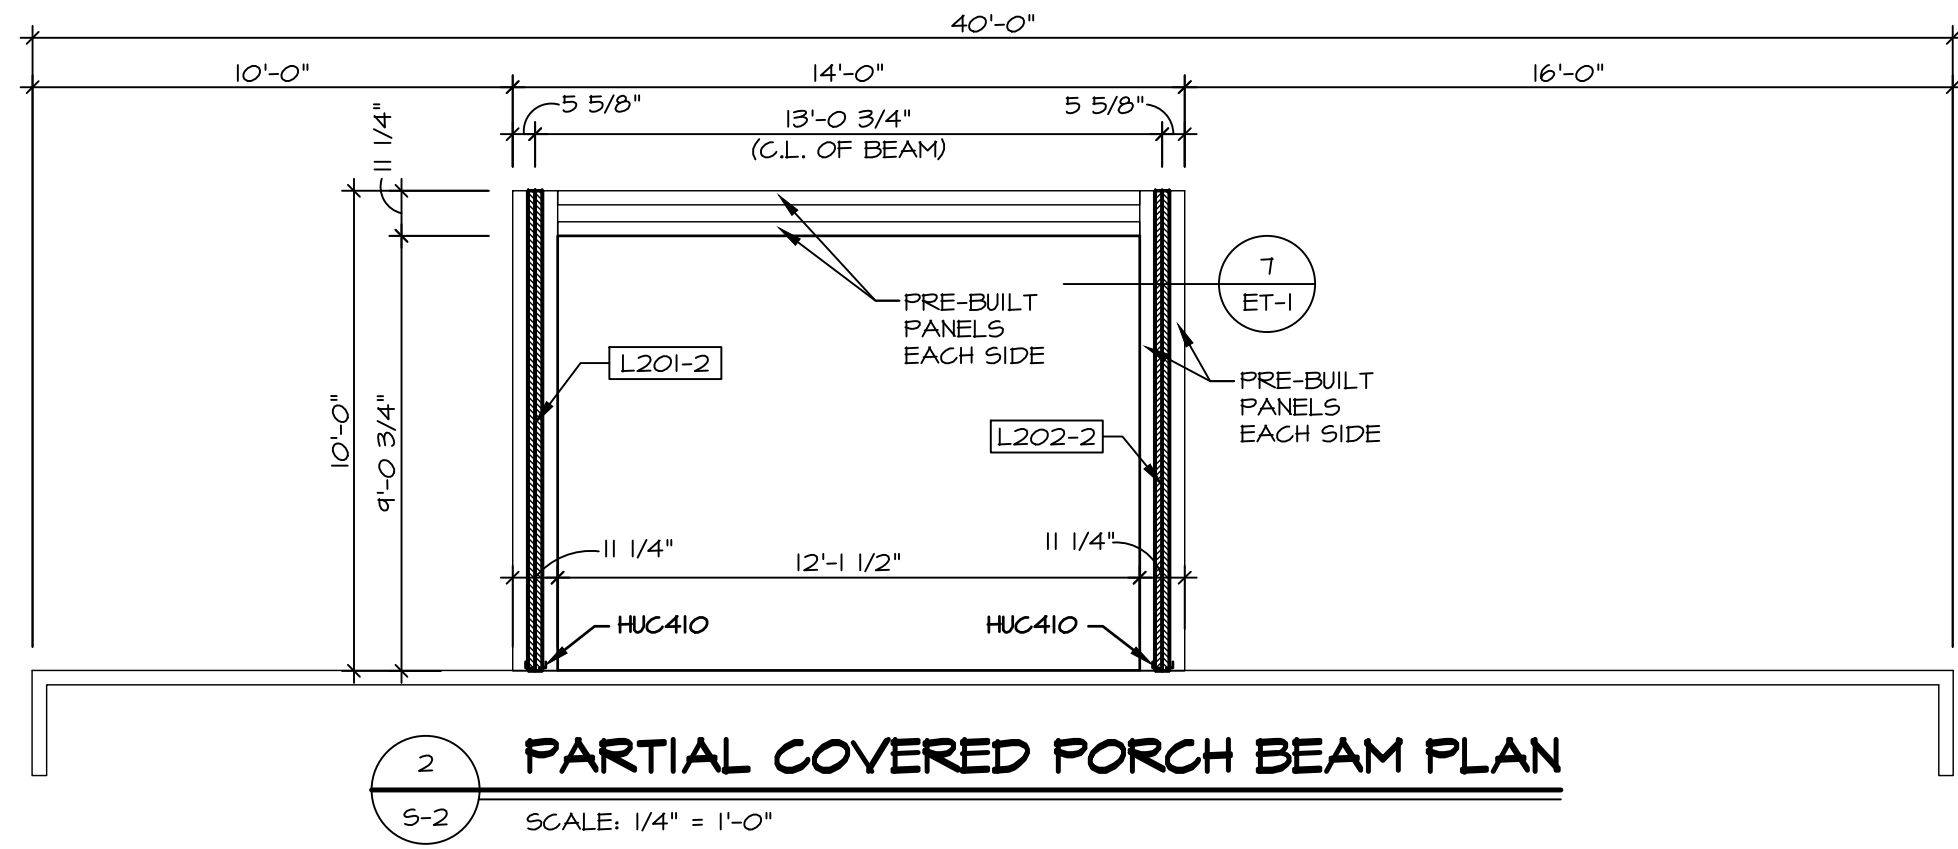 40'-0"
10'-0"
14'-0"
16'-0"
5 5/8"
13'-0 3/4"
5 5/8"
(C.L. OF BEAM)
11 1/4"
10'-0"
9'-0 3/4"
7
ET-1
PRE-BUILT
PANELS
EACH SIDE
L201-2
PRE-BUILT
PANELS
EACH SIDE
L202-2
11 1/4"
12'-1 1/2"
11 1/4"
HUC410
HUC410
2
S-2
PARTIAL COVERED PORCH BEAM PLAN
SCALE: 1/4" = 1'-0"